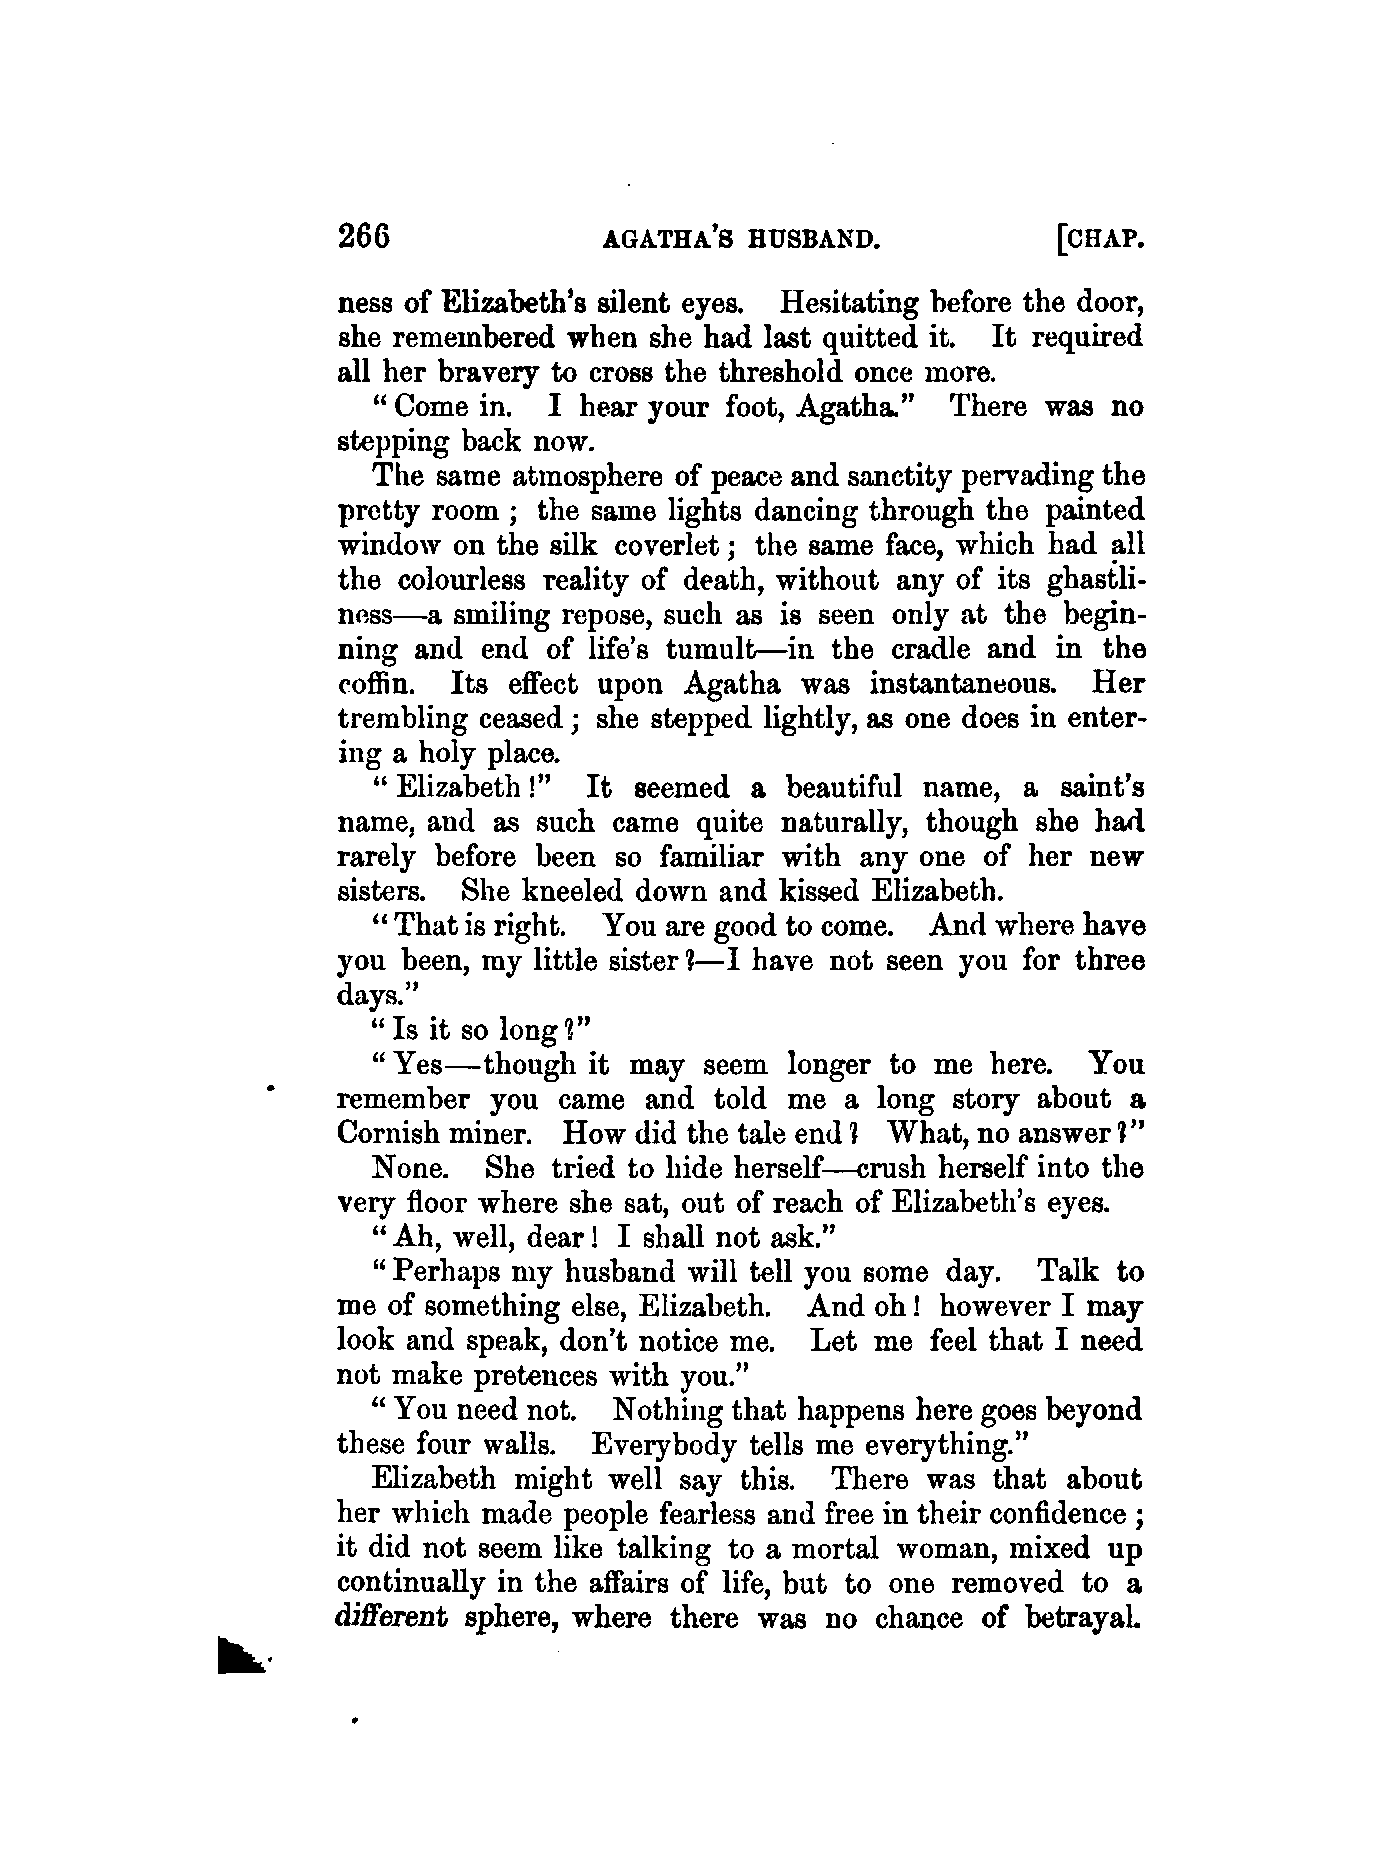 266 AGATHA'S HUSBAND. [CHAP.
ness of Elizabeth's silent eyes. Hesitating before the door,
she remembered when she had last quitted it. It required
all her bravery to cross the threshold once more.
“Come in. I hear your foot, Agatha.” There was no
stepping back now.
The same atmosphere of peace and sanctity pervading the
pretty room; the same lights dancing through the painted
window on the silk coverlet; the same face, which had all
the colourless reality of death, without any of its ghastli-
ness—a smiling repose, such as is seen only at the begin-
ning and end of life's tumult—in the cradle and in the
coffin. Its effect upon Agatha was instantaneous. Her
trembling ceased; she stepped lightly, as one does in enter-
ing a holy place.
“Elizabeth!” It seemed a beautiful name, a saint's
name, and as such came quite naturally, though she had
rarely before been so familiar with any one of her new
sisters. She kneeled down and kissed Elizabeth.
“That is right. You are good to come. And where have
you been, my little sister?—I have not seen you for three
days.”
“Is it so long?”
“Yes—though it may seem longer to me here. You
remember you came and told me a long story about a
Cornish miner. How did the tale end? What, no answer?”
None. She tried to hide herself—crush herself into the
very floor where she sat, out of reach of Elizabeth's eyes.
“Ah, well, dear! I shall not ask.”
“Perhaps my husband will tell you some day. Talk to
me of something else, Elizabeth. And oh! however I may
look and speak, don't notice me. Let me feel that I need
not make pretences with you.”
“You need not. Nothing that happens here goes beyond
these four walls. Everybody tells me everything.”
Elizabeth might well say this. There was that about
her which made people fearless and free in their confidence;
it did not seem like talking to a mortal woman, mixed up
continually in the affairs of life, but to one removed to a
different sphere, where there was no chance of betrayal.